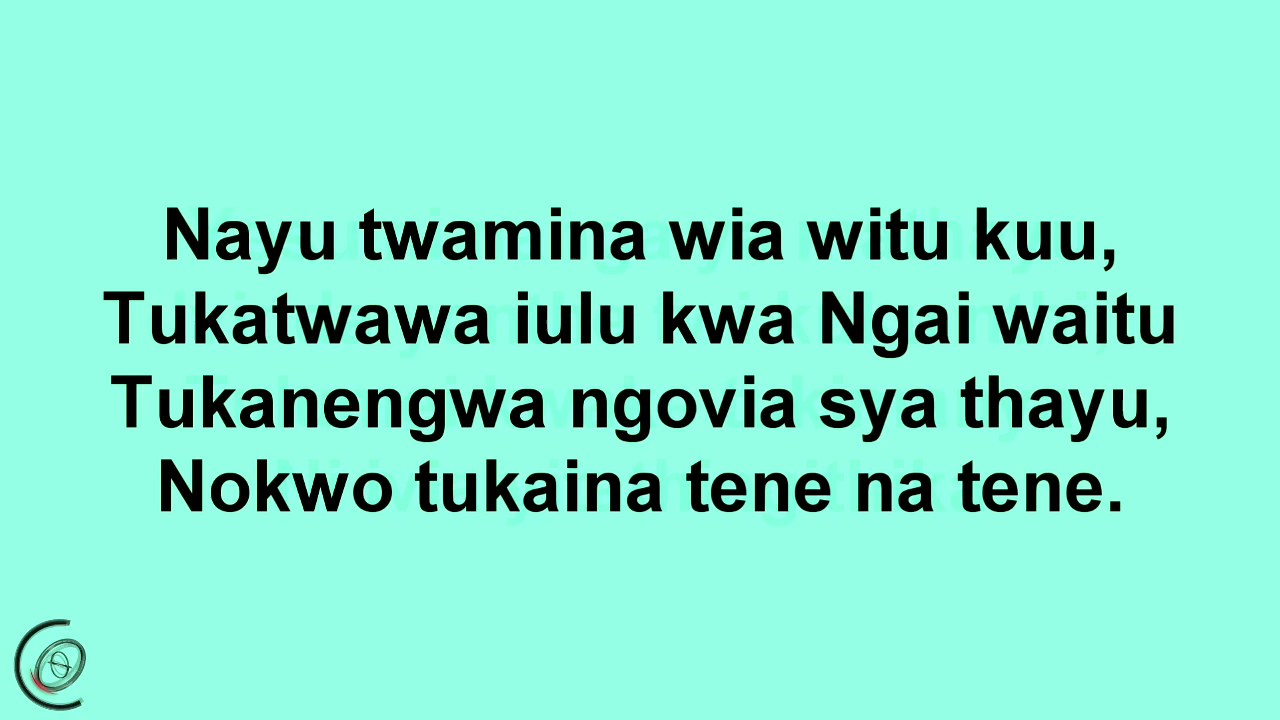 Nayu twamina wia witu kuu,
Tukatwawa iulu kwa Ngai waitu
Tukanengwa ngovia sya thayu,
Nokwo tukaina tene na tene.